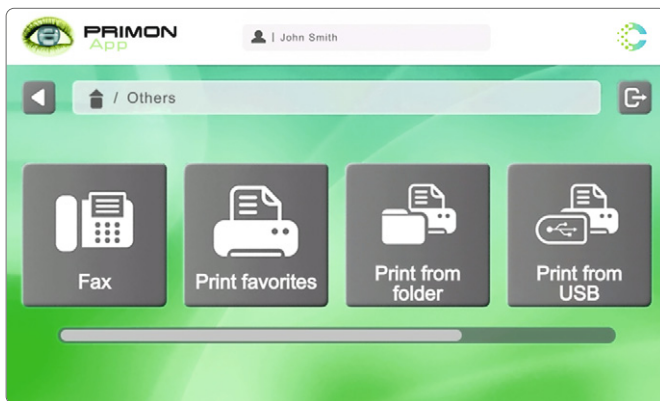 PRIMON
App
| John Smith
/ Others
Fax
Print favorites
Print from
folder
Print from
USB